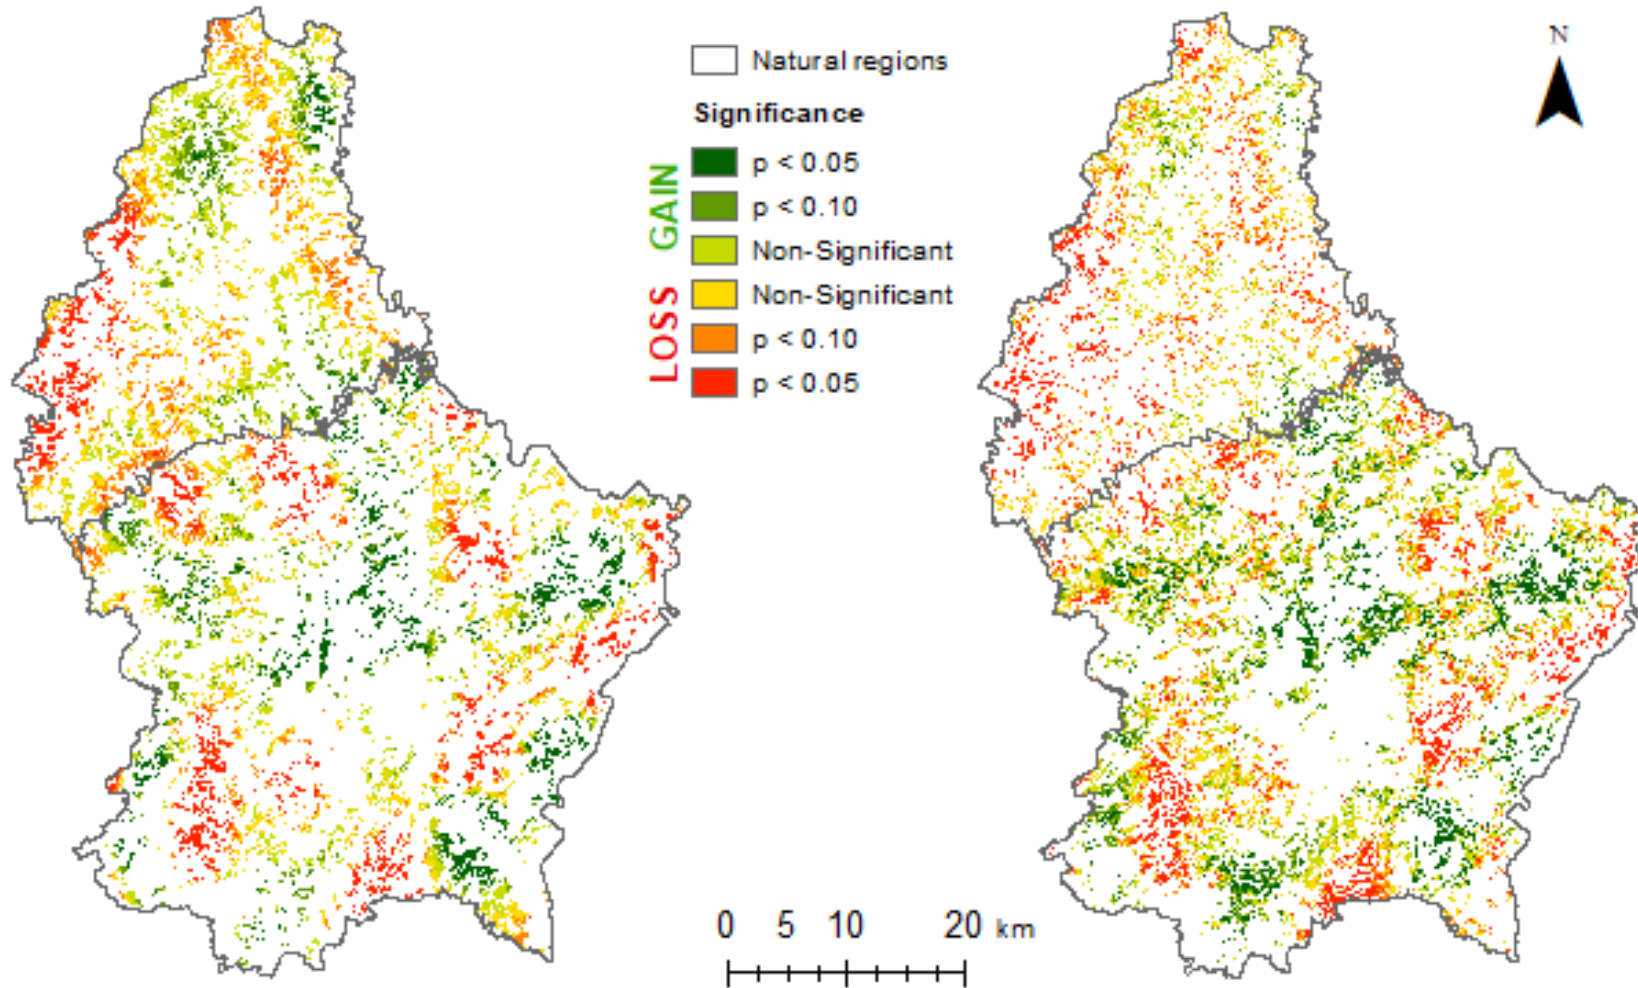 N
Natural regions
Significance
GAIN
p < 0.05
p < 0.10
Non-Significant
LOSS
Non-Significant
p < 0.10
p < 0.05
0 5 10 20 km